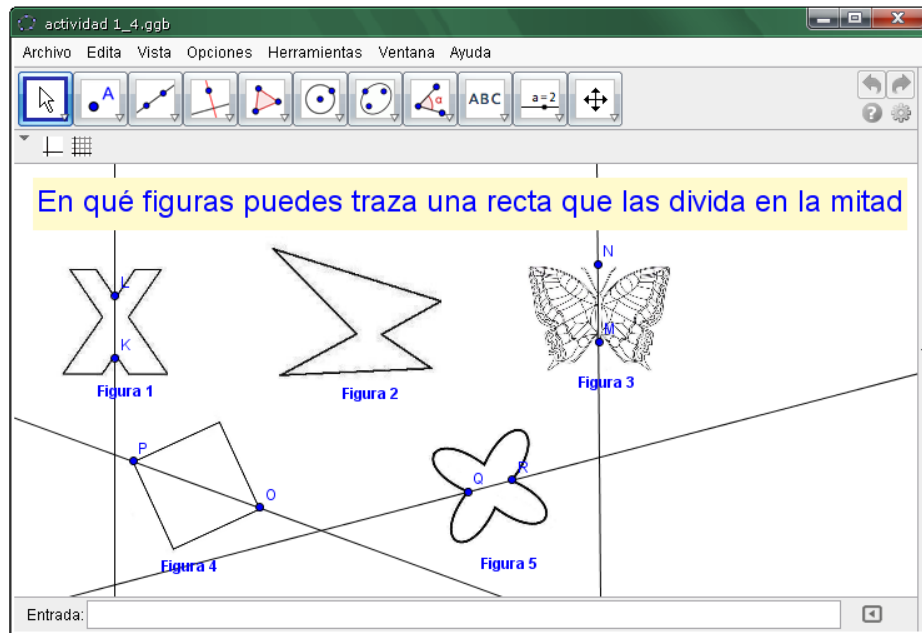 actividad 1_4.ggb
Archivo Edita Vista Opciones Herramientas Ventana Ayuda
A α ABC a=2
En qué figuras puedes traza una recta que las divida en la mitad
L
N
K
M
Figura 1
Figura 2
Figura 3
P
Q
R
O
Figura 4
Figura 5
Entrada: